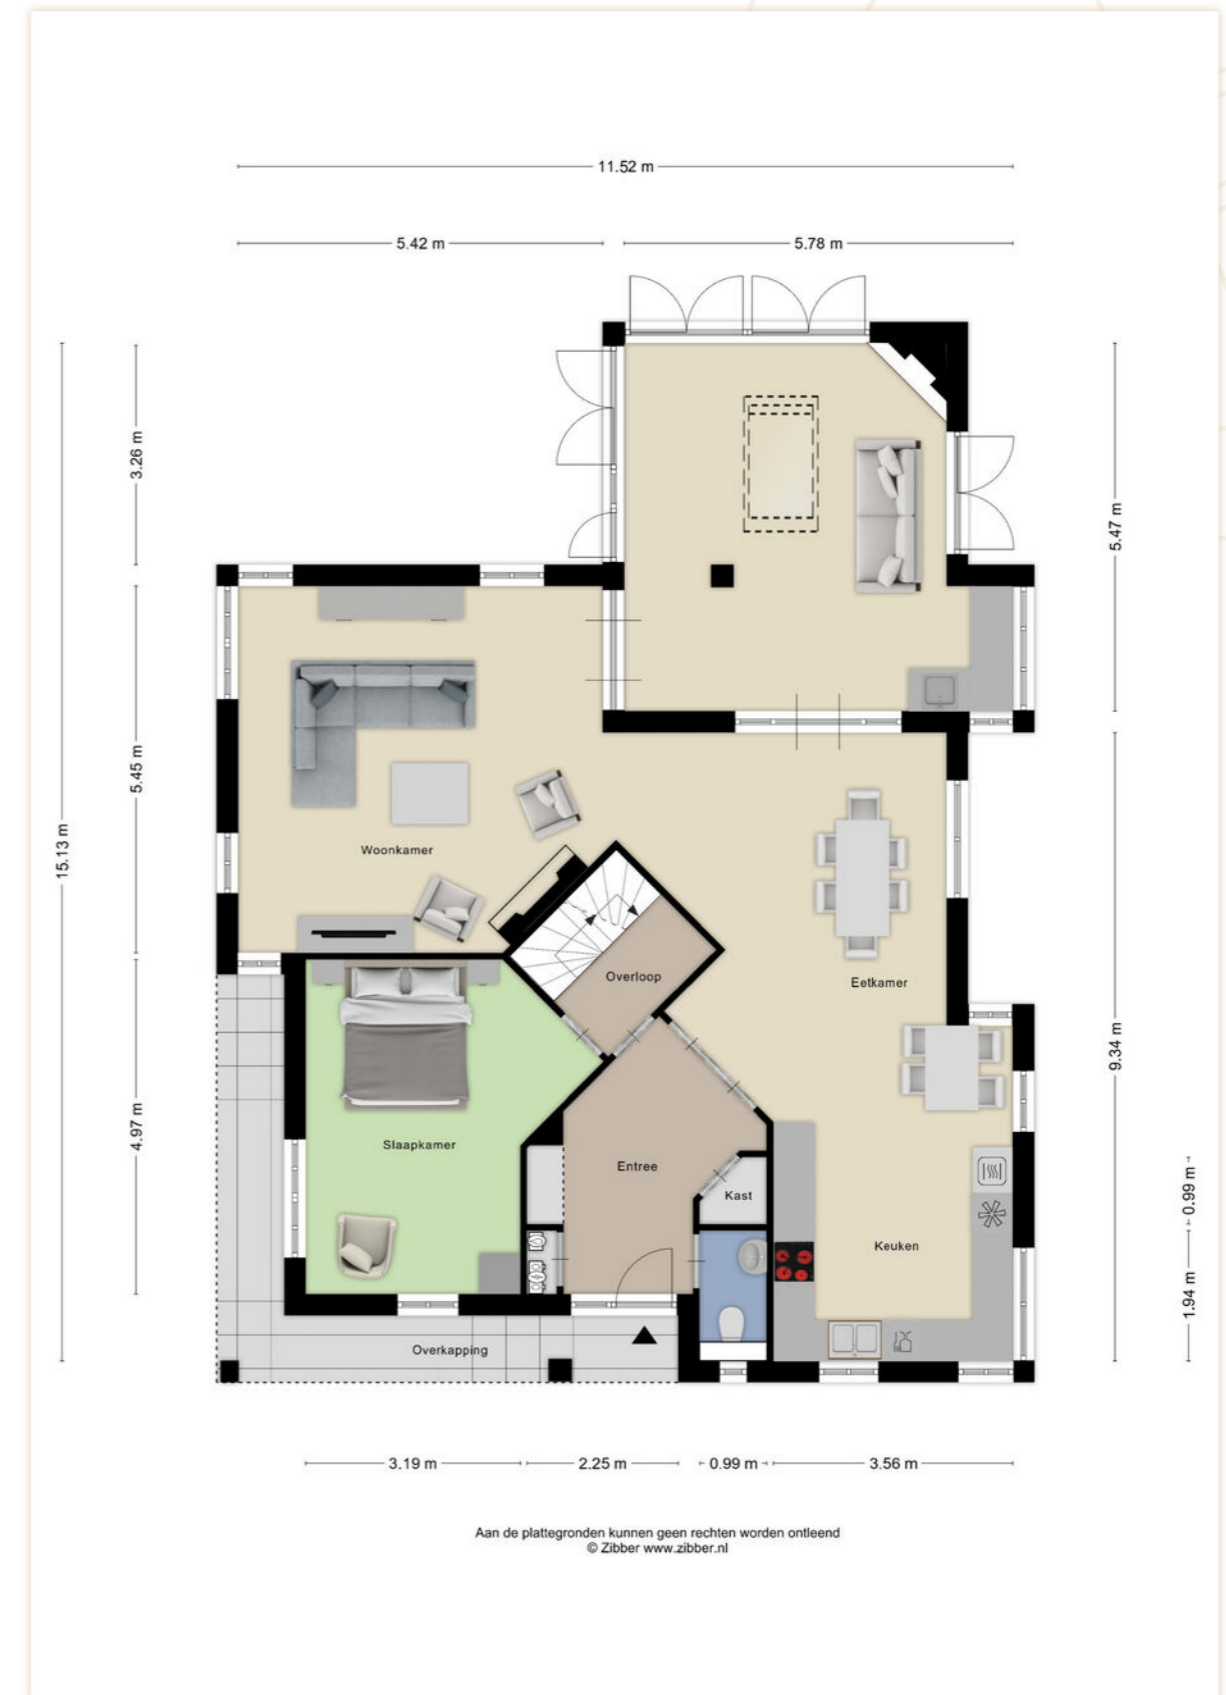 11.52 m
5.42 m
5.78 m
3.26 m
5.47 m
5.45 m
15.13 m
Woonkamer
Overloop
Eetkamer
9.34 m
4.97 m
Slaapkamer
Entree
Kast
0.99 m
Keuken
1.94 m
Overkapping
3.19 m
2.25 m
0.99 m
3.56 m
Aan de plattegronden kunnen geen rechten worden ontleend
© Zibber www.zibber.nl